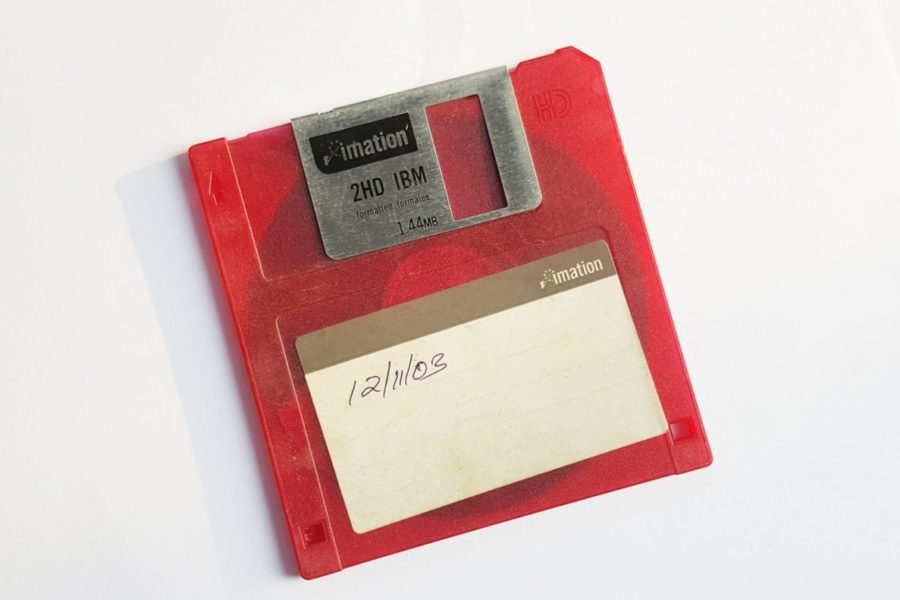 HD
imation
2HD IBM
formatted formatée
1.44MB
imation
12/11/03